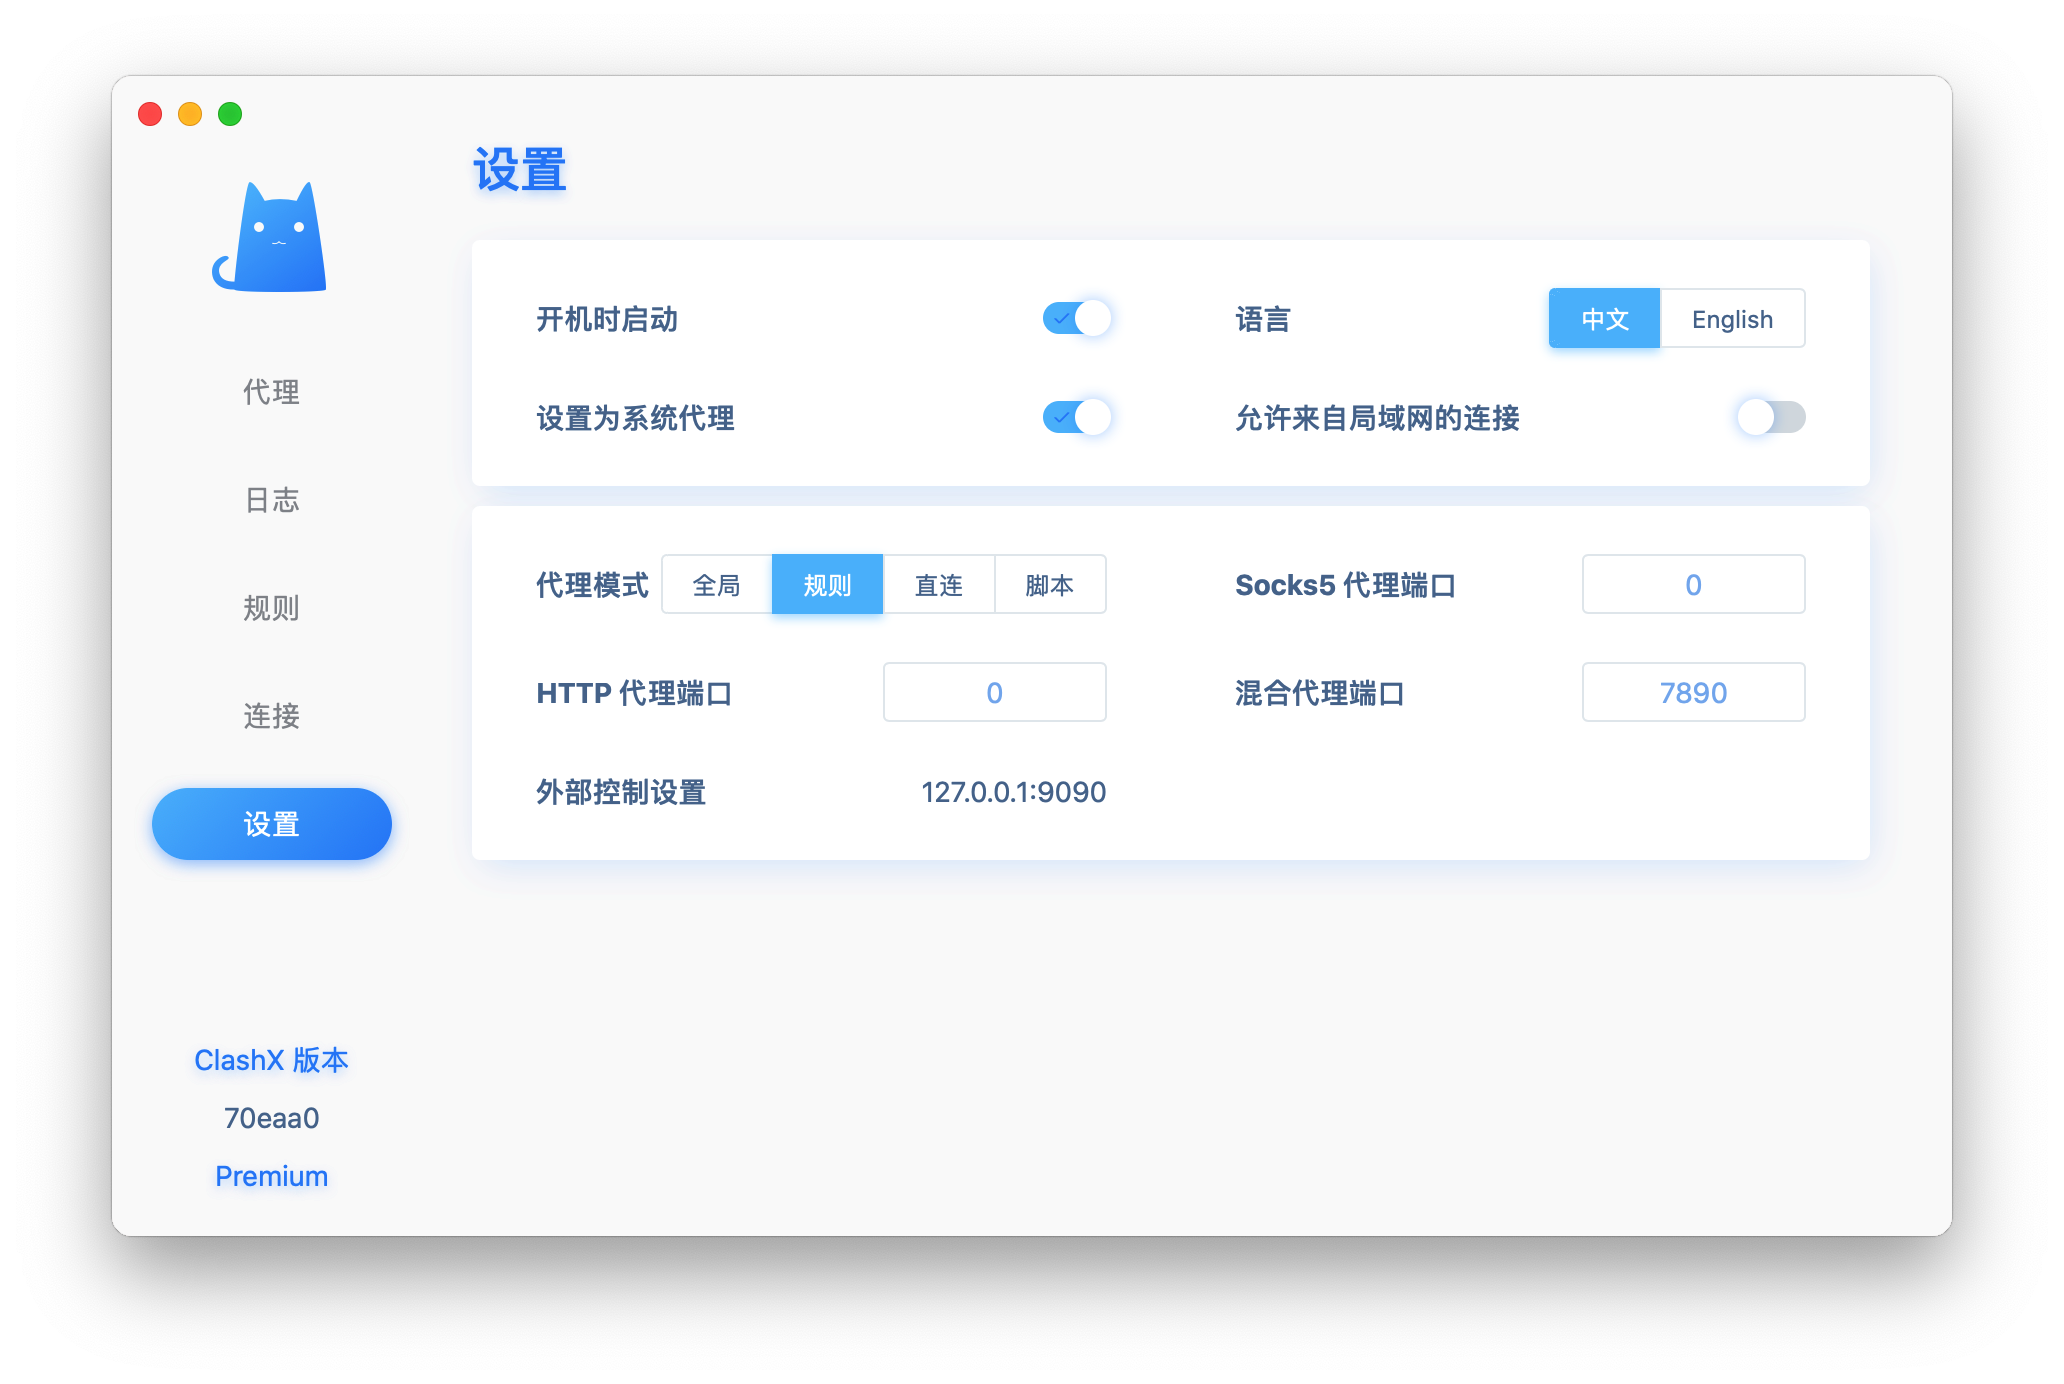 设置
代理
日志
规则
连接
设置
ClashX 版本
70eaa0
Premium
开机时启动
语言 中文 English
设置为系统代理
允许来自局域网的连接
代理模式 全局 规则 直连 脚本
Socks5 代理端口 0
HTTP 代理端口 0
混合代理端口 7890
外部控制设置 127.0.0.1:9090